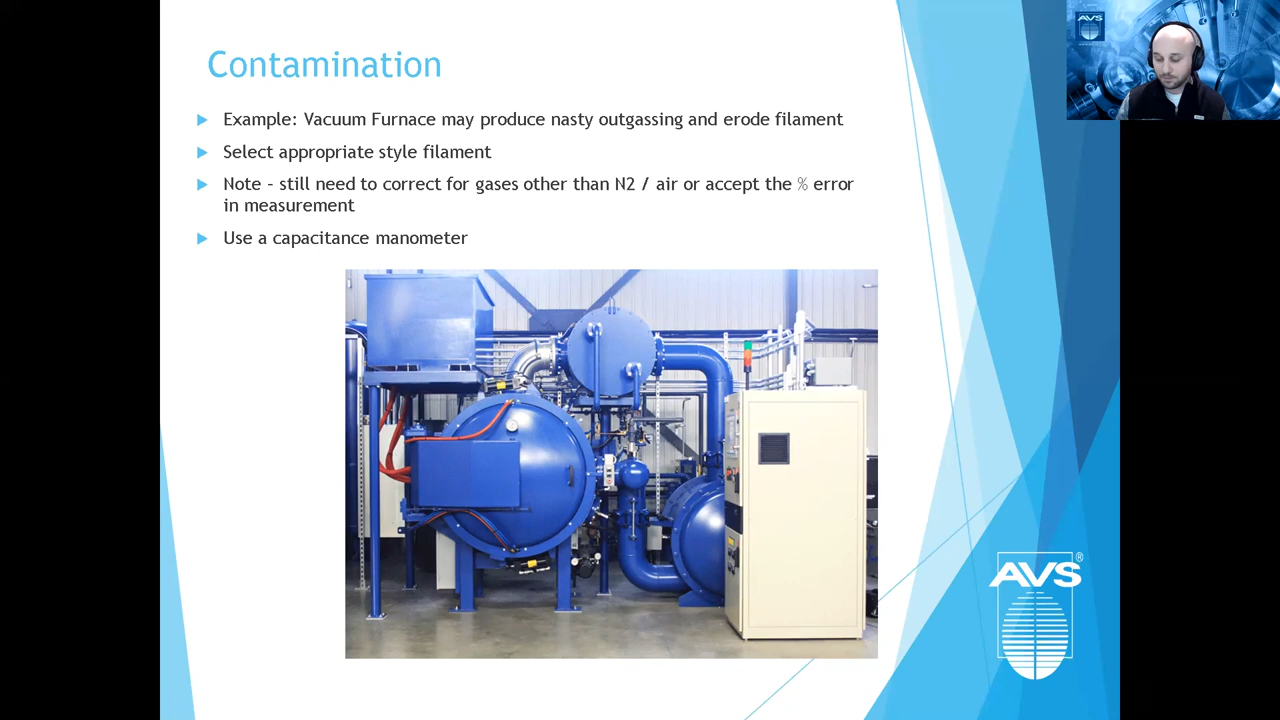 AVS
Contamination
Example: Vacuum Furnace may produce nasty outgassing and erode filament
Select appropriate style filament
Note – still need to correct for gases other than N2 / air or accept the % error
in measurement
Use a capacitance manometer
AVS®